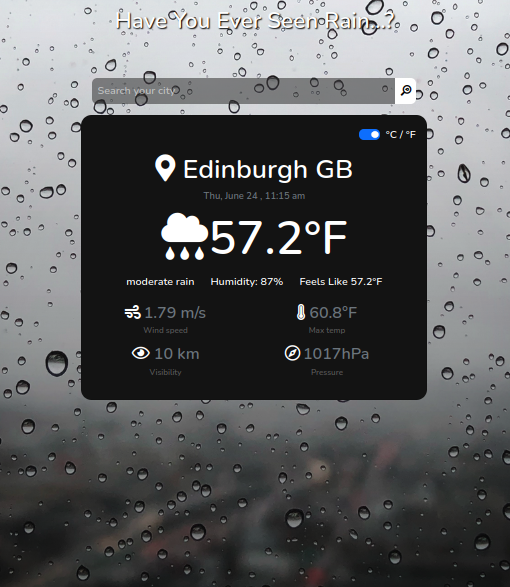 Have You Ever Seen Rain...?
Search your city..
°C / °F
Edinburgh GB
Thu, June 24 , 11:15 am
57.2°F
moderate rain Humidity: 87% Feels Like 57.2°F
1.79 m/s 60.8°F
Wind speed Max temp
10 km 1017hPa
Visibility Pressure